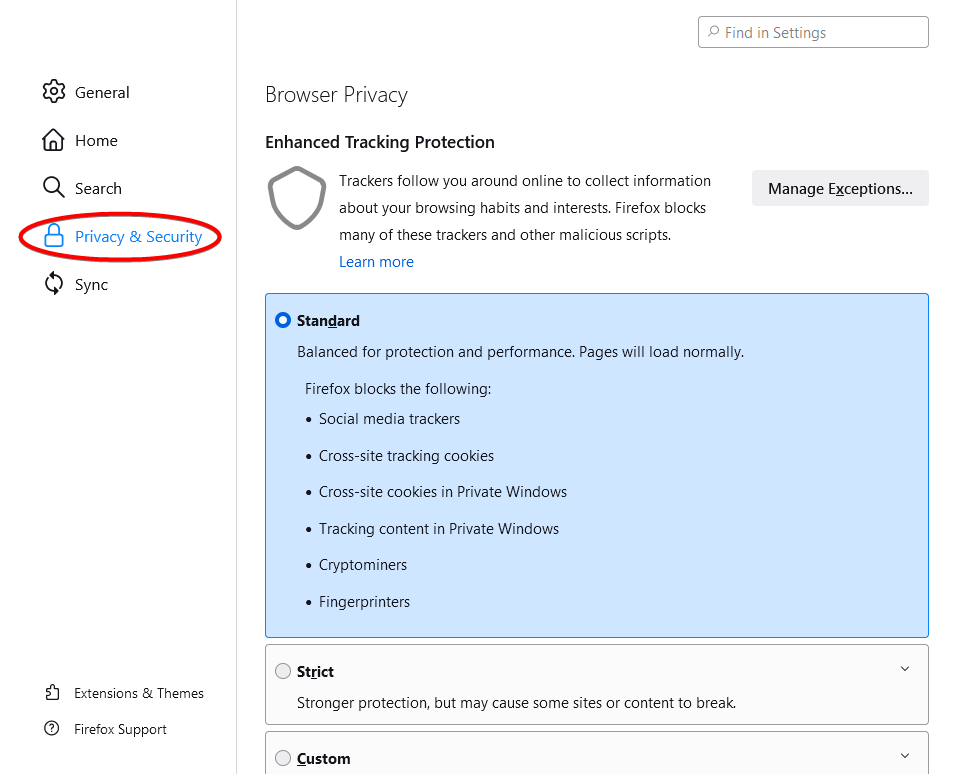 Find in Settings
General
Home
Search
Privacy & Security
Sync
Extensions & Themes
Firefox Support
Browser Privacy
Enhanced Tracking Protection
Trackers follow you around online to collect information
about your browsing habits and interests. Firefox blocks
many of these trackers and other malicious scripts.
Learn more
Manage Exceptions...
Standard
Balanced for protection and performance. Pages will load normally.
Firefox blocks the following:
• Social media trackers
• Cross-site tracking cookies
• Cross-site cookies in Private Windows
• Tracking content in Private Windows
• Cryptominers
• Fingerprinters
Strict
Stronger protection, but may cause some sites or content to break.
Custom